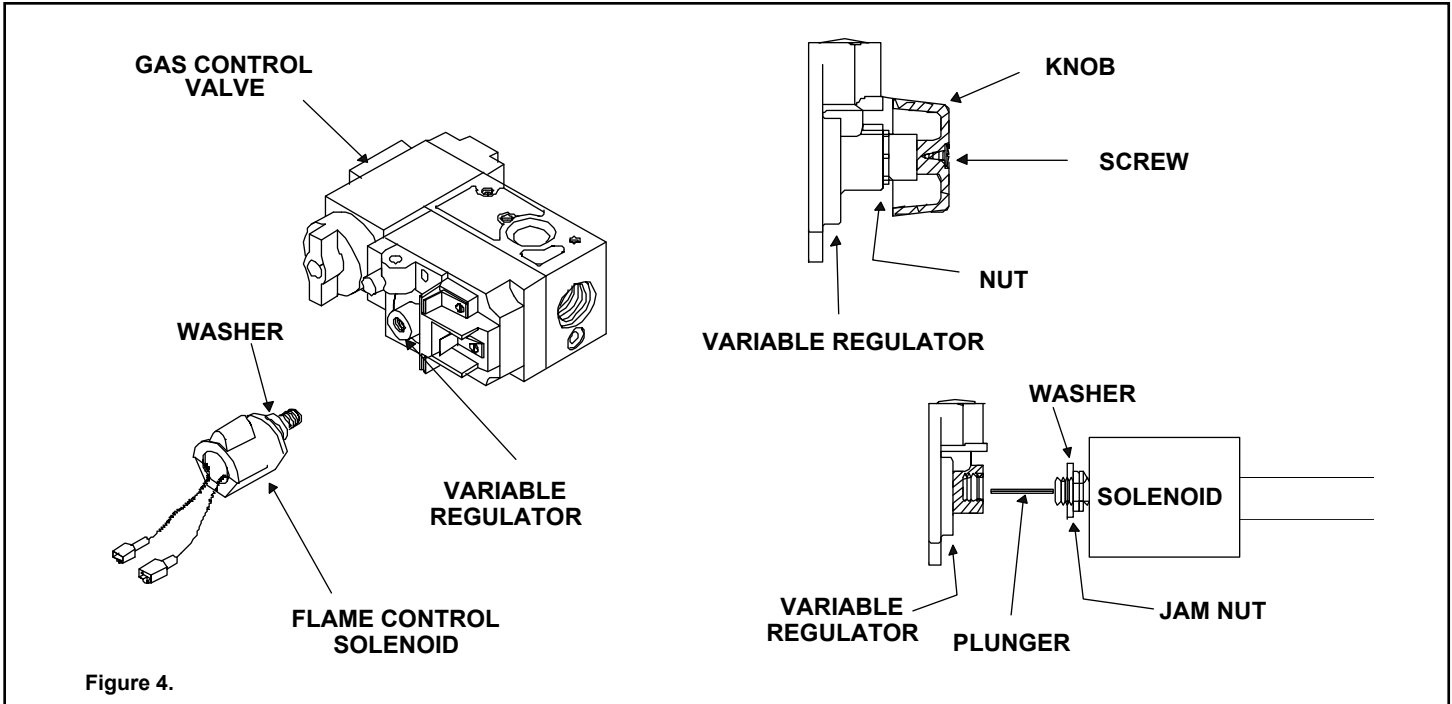 GAS CONTROL
VALVE
WASHER
VARIABLE
REGULATOR
FLAME CONTROL
SOLENOID
KNOB
SCREW
NUT
VARIABLE REGULATOR
WASHER
SOLENOID
VARIABLE
REGULATOR
PLUNGER
JAM NUT
Figure 4.